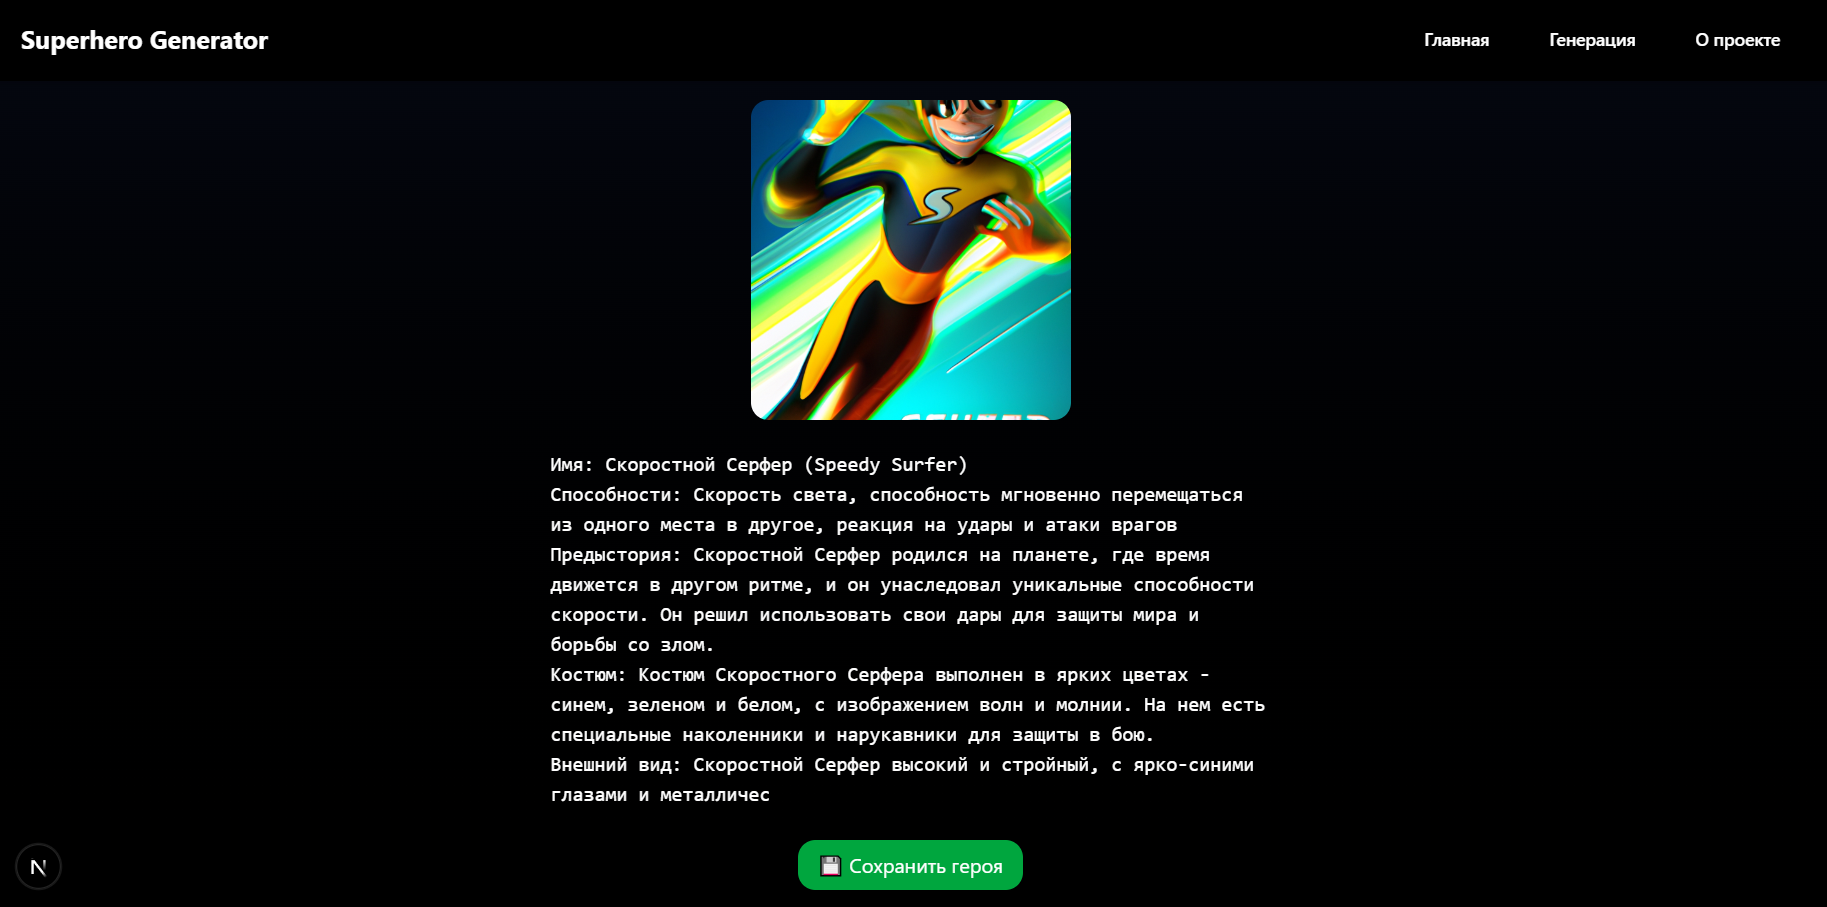 Superhero Generator
Главная
Генерация
О проекте
S
Имя: Скоростной Серфер (Speedy Surfer)
Способности: Скорость света, способность мгновенно перемещаться
из одного места в другое, реакция на удары и атаки врагов
Предыстория: Скоростной Серфер родился на планете, где время
движется в другом ритме, и он унаследовал уникальные способности
скорости. Он решил использовать свои дары для защиты мира и
борьбы со злом.
Костюм: Костюм Скоростного Серфера выполнен в ярких цветах -
синем, зеленом и белом, с изображением волн и молнии. На нем есть
специальные наколенники и нарукавники для защиты в бою.
Внешний вид: Скоростной Серфер высокий и стройный, с ярко-синими
глазами и металличес
Сохранить героя
N